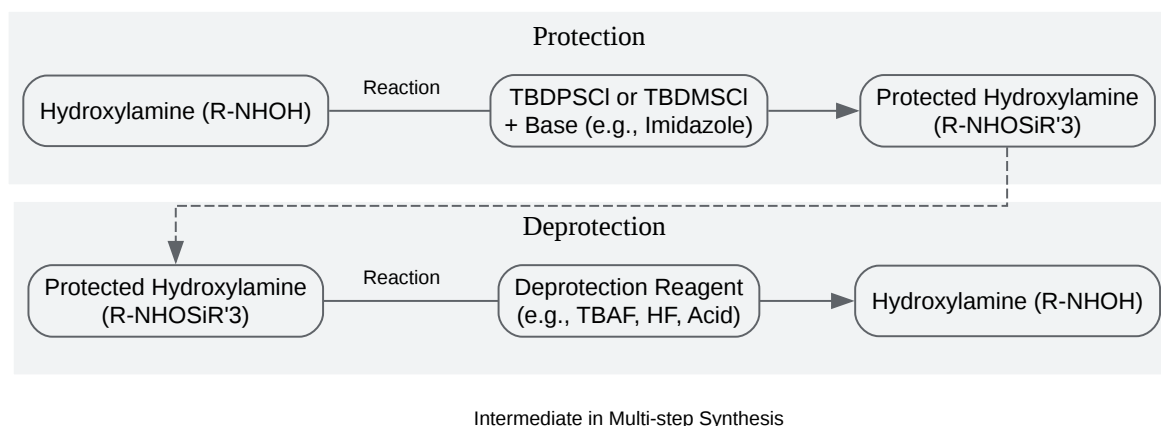 Protection
Hydroxylamine (R-NHOH)
Reaction
TBDPSCl or TBDMSCl
+ Base (e.g., Imidazole)
Protected Hydroxylamine
(R-NHOSiR'3)
Deprotection
Protected Hydroxylamine
(R-NHOSiR'3)
Reaction
Deprotection Reagent
(e.g., TBAF, HF, Acid)
Hydroxylamine (R-NHOH)
Intermediate in Multi-step Synthesis